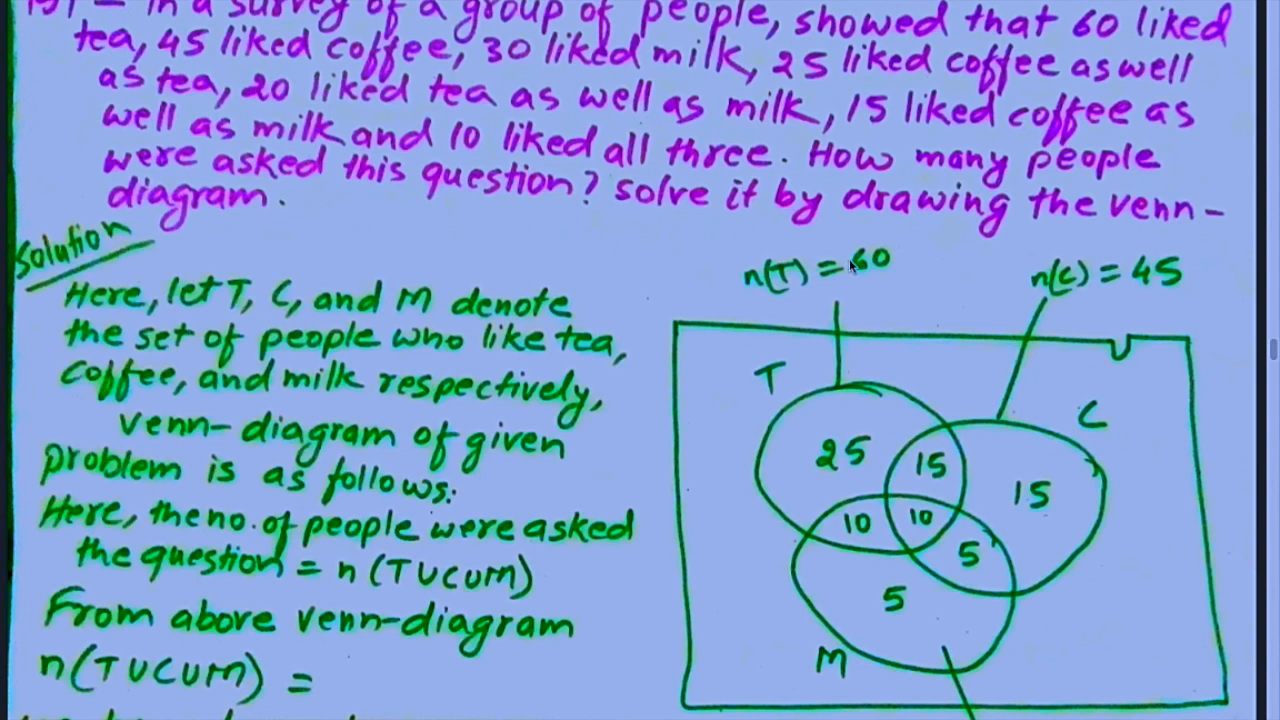 In a survey of a group of people, showed that 60 liked
tea, 45 liked coffee, 30 liked milk, 25 liked coffee as well
as tea, 20 liked tea as well as milk, 15 liked coffee as
well as milk and 10 liked all three. How many people
were asked this question? solve it by drawing the venn-
diagram.
Solution
Here, let T, C, and M denote
the set of people who like tea,
coffee, and milk respectively,
venn-diagram of given
problem is as follows:
Here, the no. of people were asked
the question = n(TUCUM)
From above venn-diagram
n(TUCUM) =
n(T) = 60
n(C) = 45
T
C
25
15
15
10
10
5
5
M